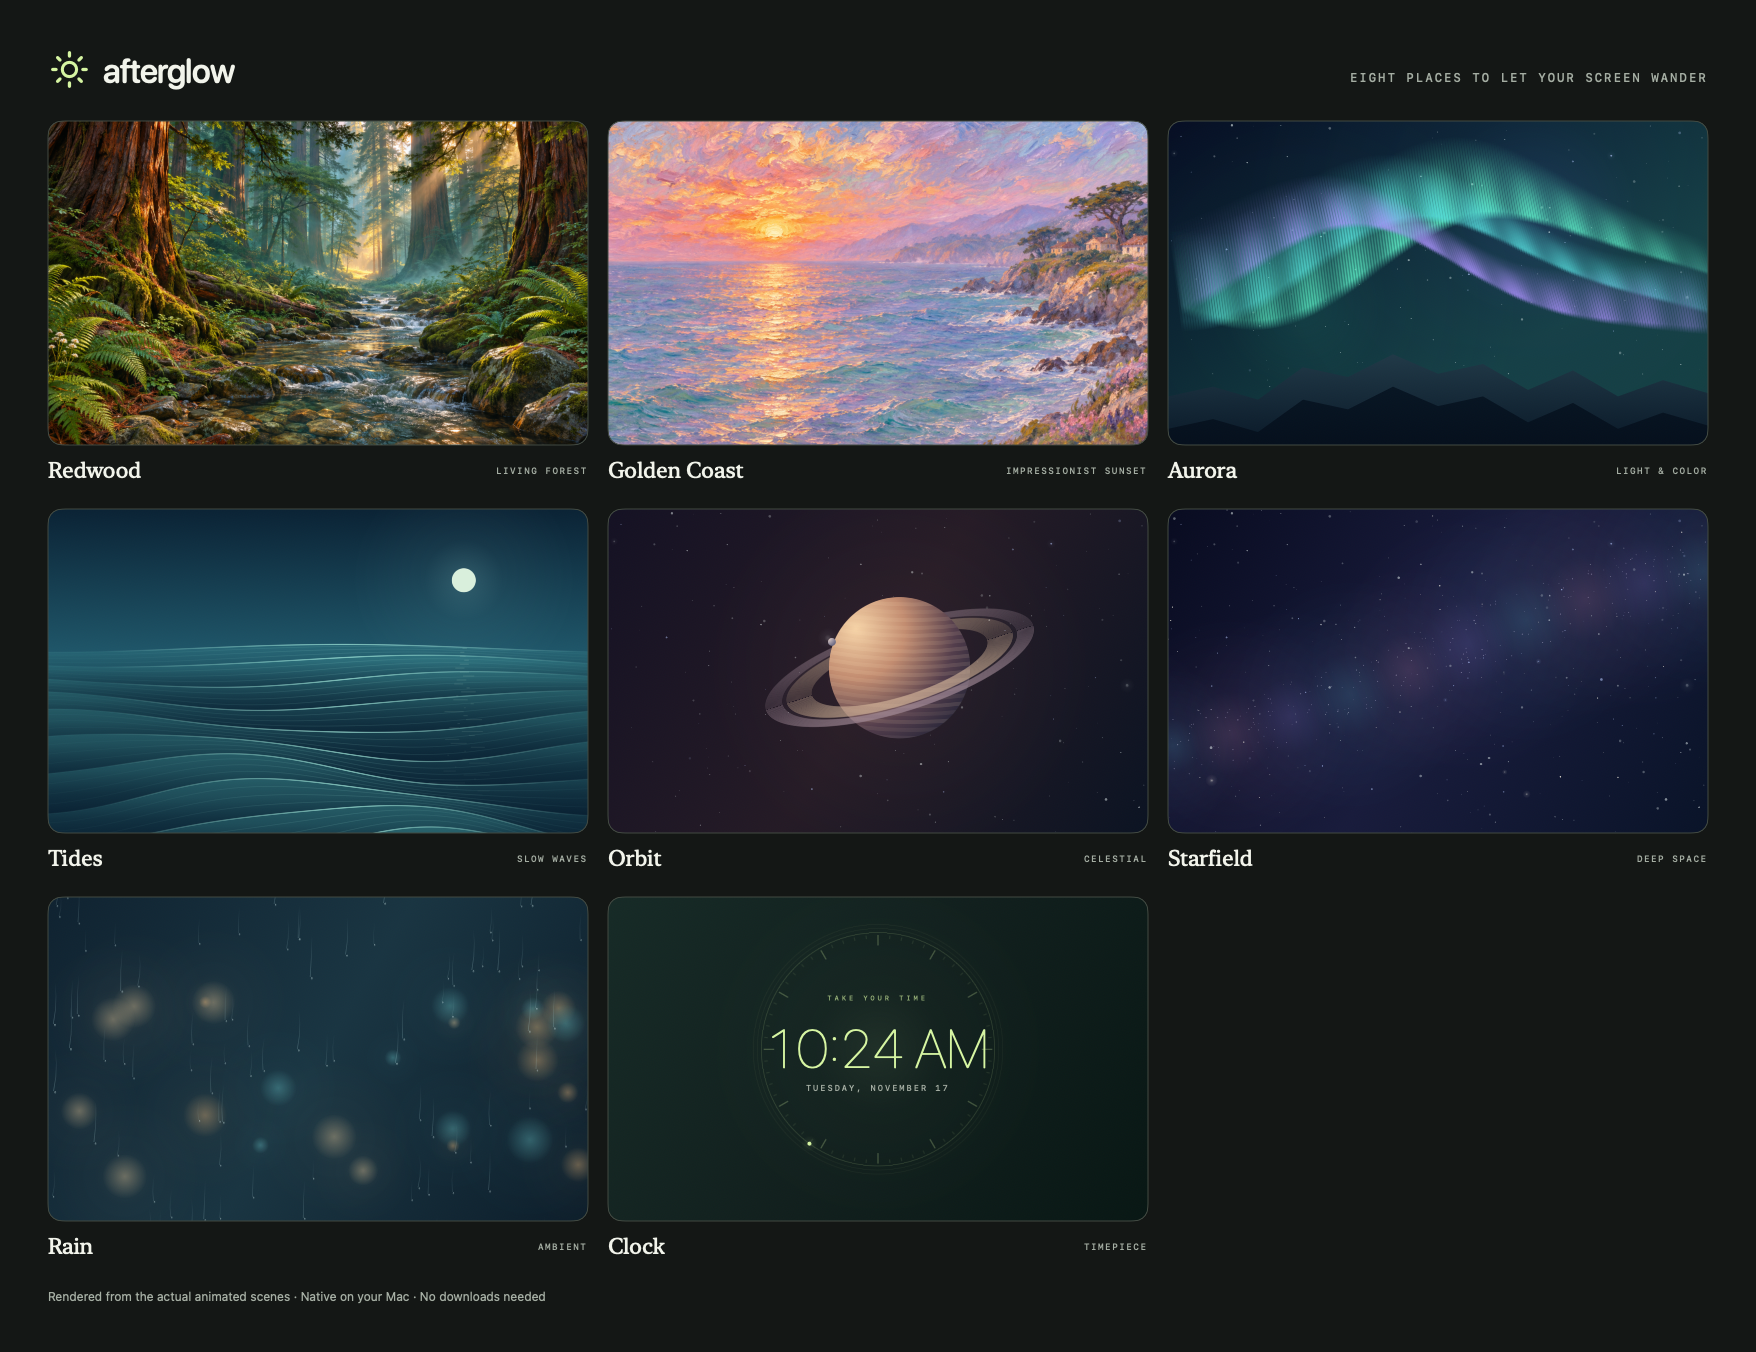 afterglow
EIGHT PLACES TO LET YOUR SCREEN WANDER
Redwood
LIVING FOREST
Golden Coast
IMPRESSIONIST SUNSET
Aurora
LIGHT & COLOR
Tides
SLOW WAVES
Orbit
CELESTIAL
Starfield
DEEP SPACE
TAKE YOUR TIME
10:24 AM
TUESDAY, NOVEMBER 17
Rain
AMBIENT
Clock
TIMEPIECE
Rendered from the actual animated scenes · Native on your Mac · No downloads needed